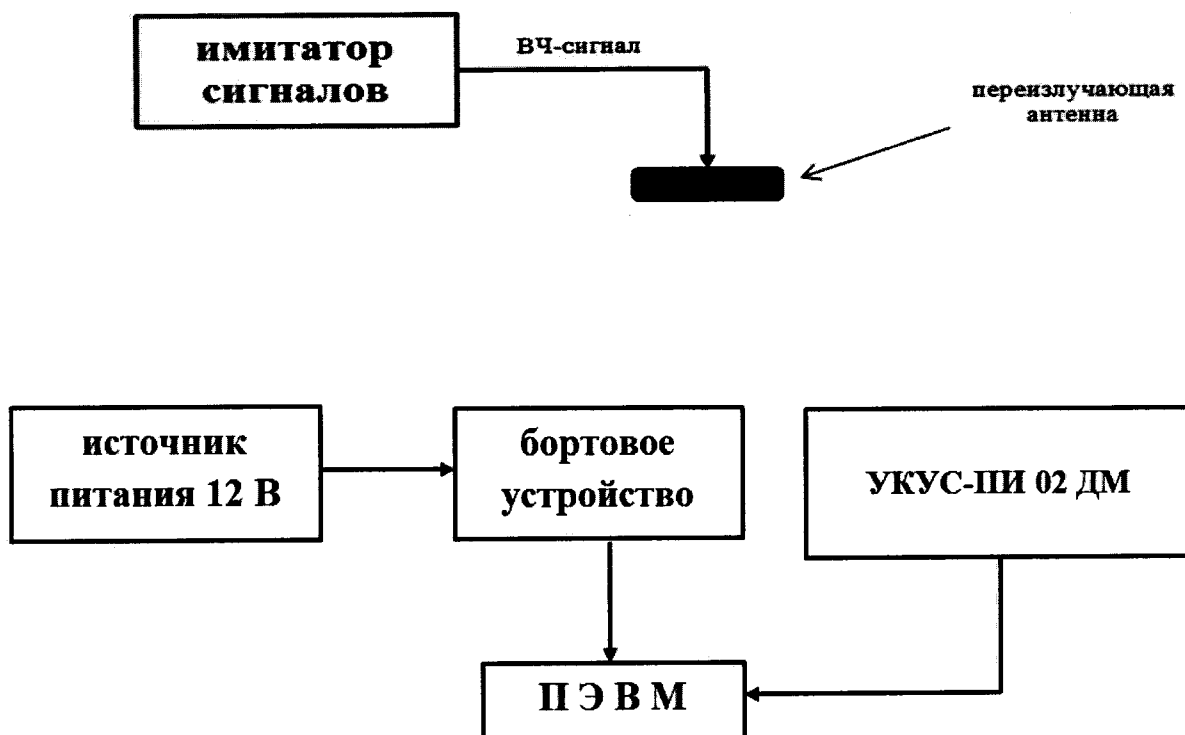 имитатор
сигналов
ВЧ-сигнал
переизлучающая
антенна
источник
питания 12 В
бортовое
устройство
УКУС-ПИ 02 ДМ
П Э В М